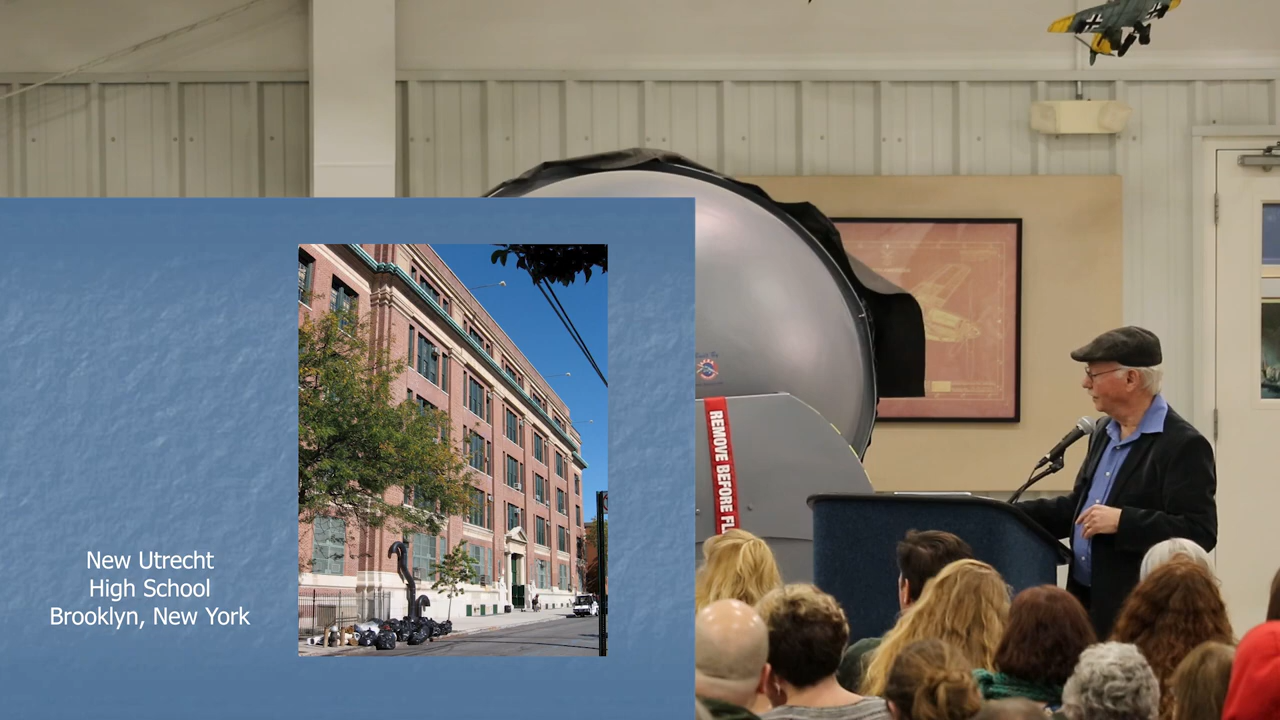 New Utrecht
High School
Brooklyn, New York
REMOVE BEFORE FL